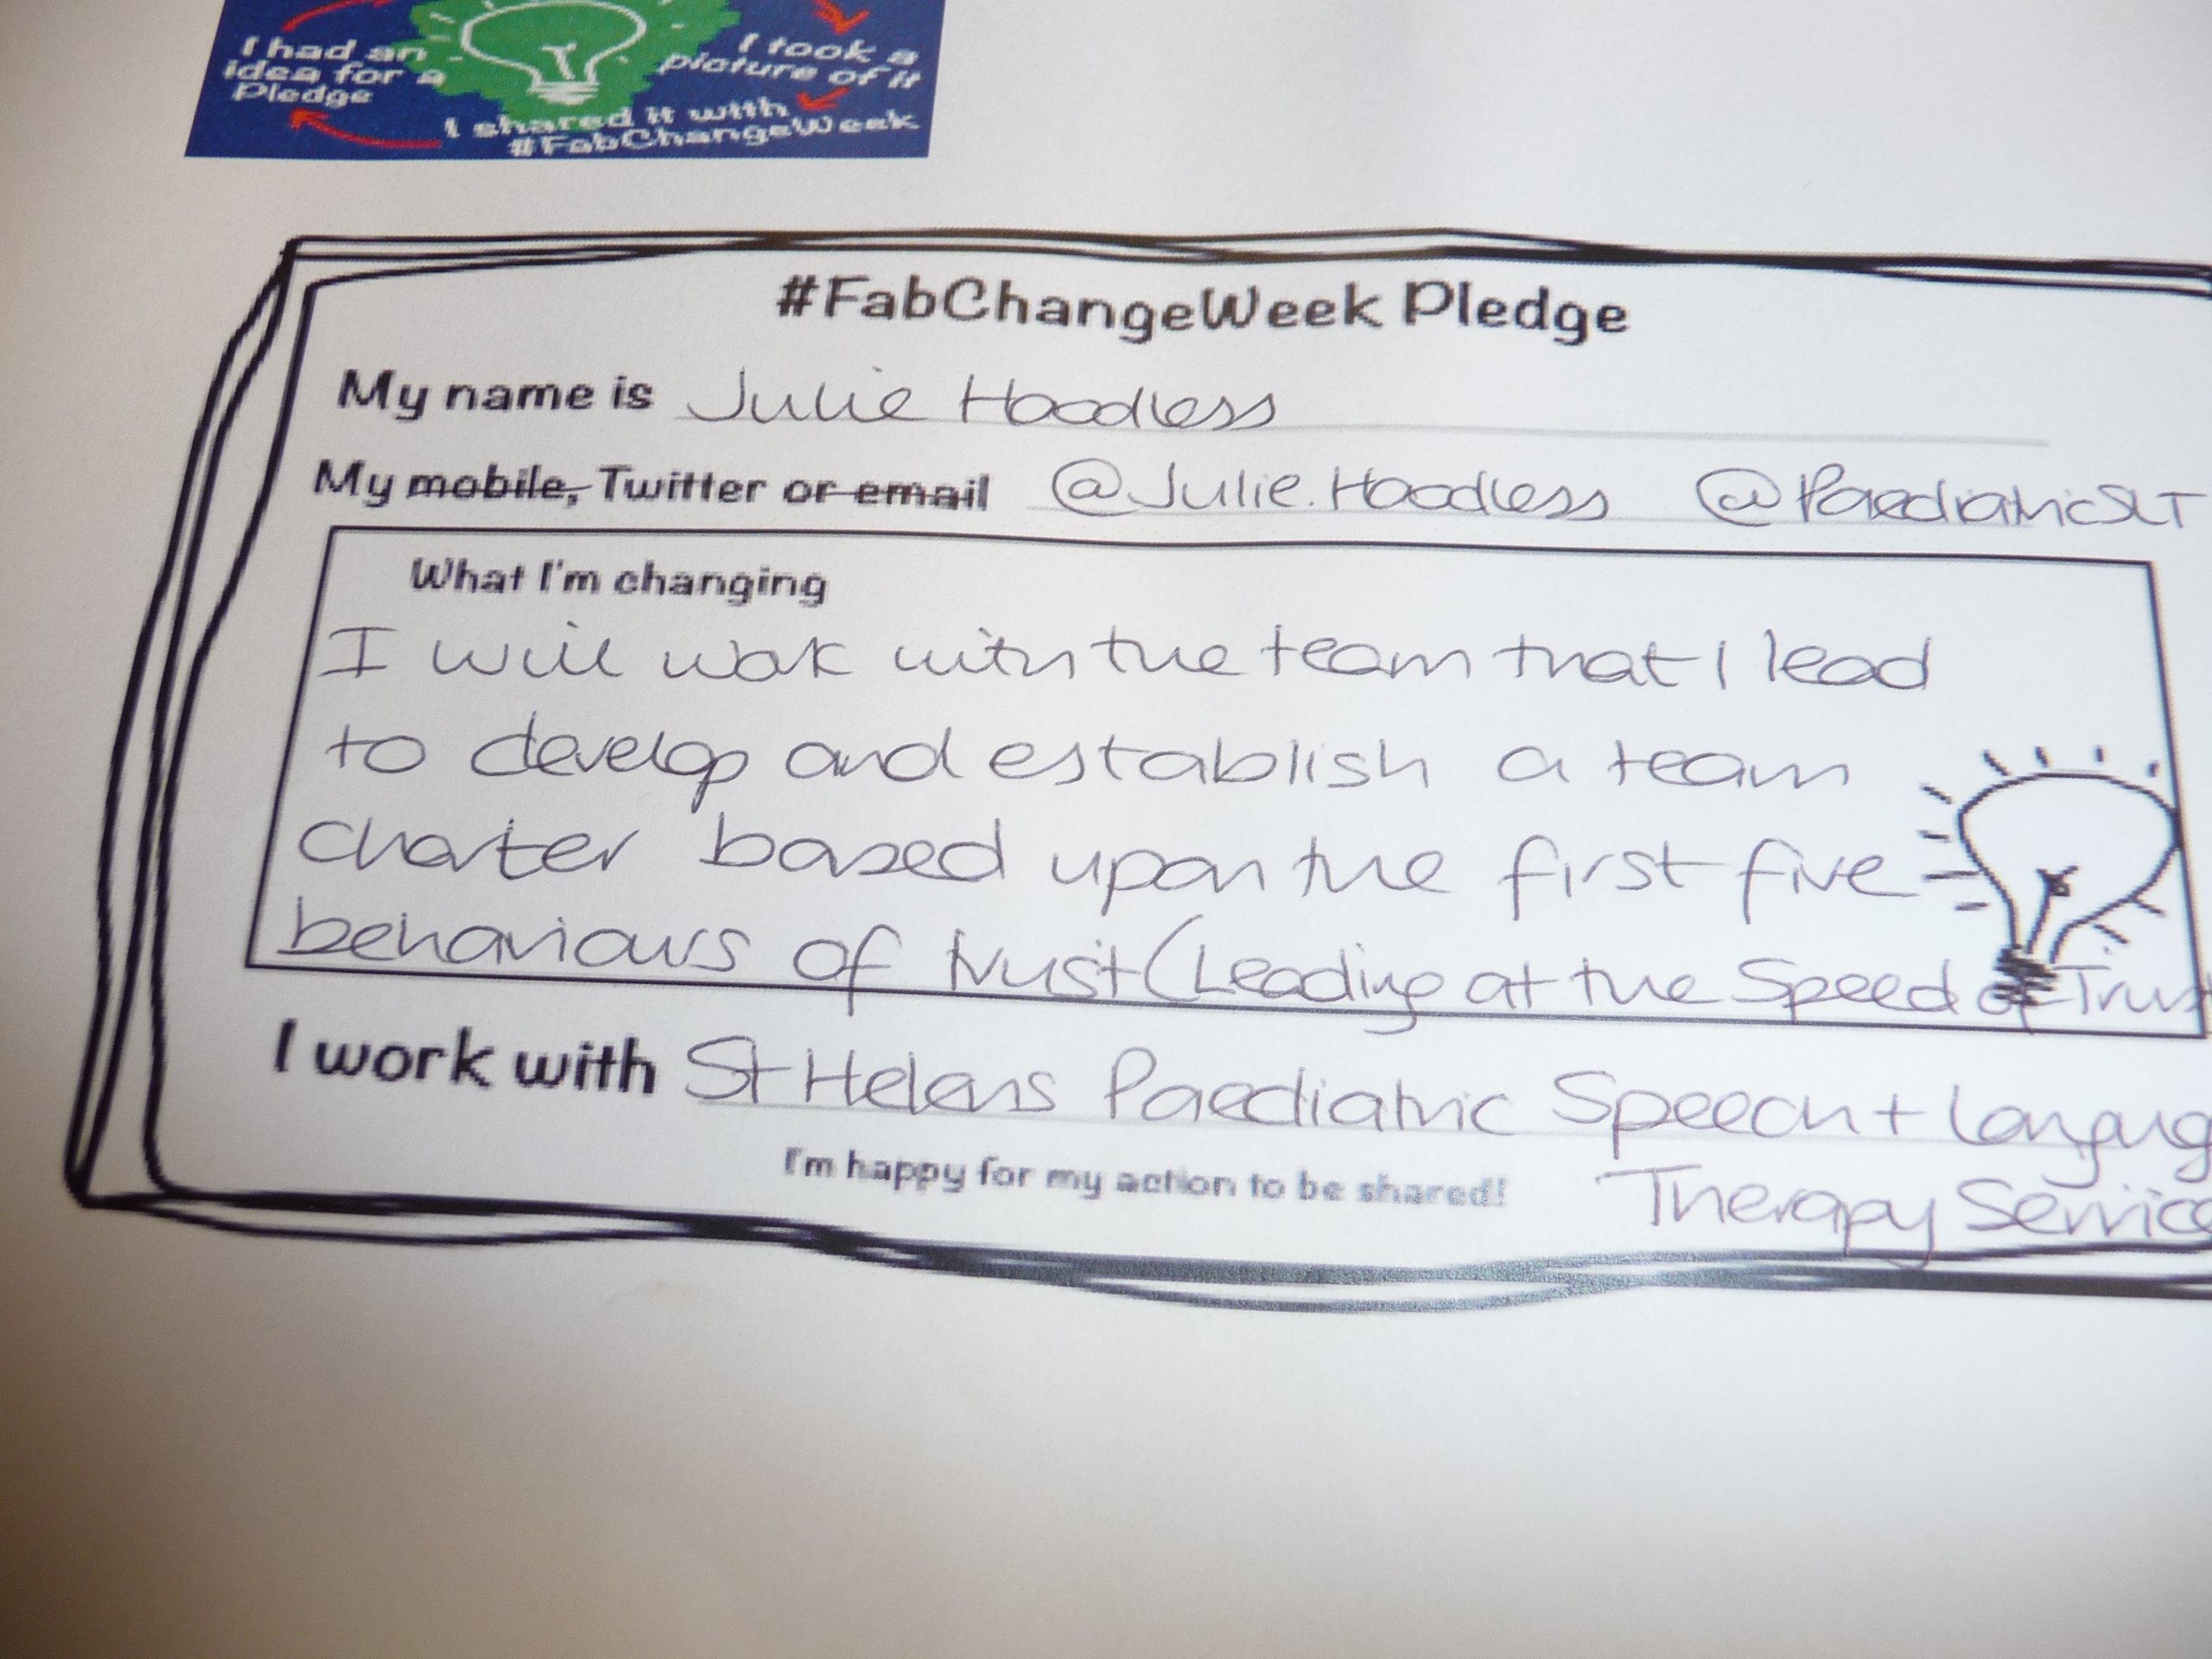 I had an
idea for a
Pledge
I took a
picture of it
I shared it with
#FabChangeWeek
#FabChangeWeek Pledge
My name is Julie Hoodless
My mobile, Twitter or email @Julie.Hoodless @PaediatricSLT
What I'm changing
I will work with the team that I lead
to develop and establish a team
charter based upon the first five
behaviours of trust (Leading at the Speed of Trust
I work with St Helens Paediatric Speech + Languag
Therapy Servic
I'm happy for my action to be shared!